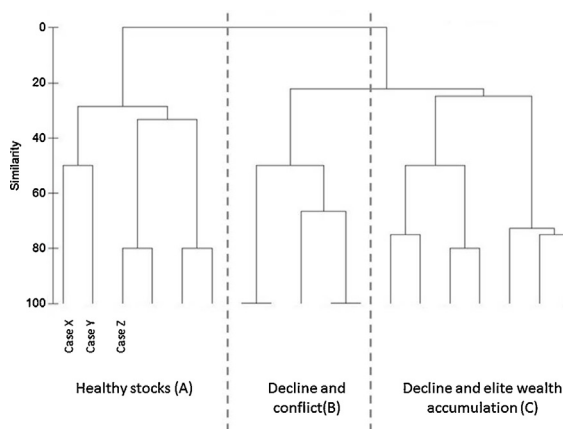 0
20
40
60
80
100
Similarity
Case X
Case Y
Case Z
Healthy stocks (A)
Decline and
conflict(B)
Decline and elite wealth
accumulation (C)